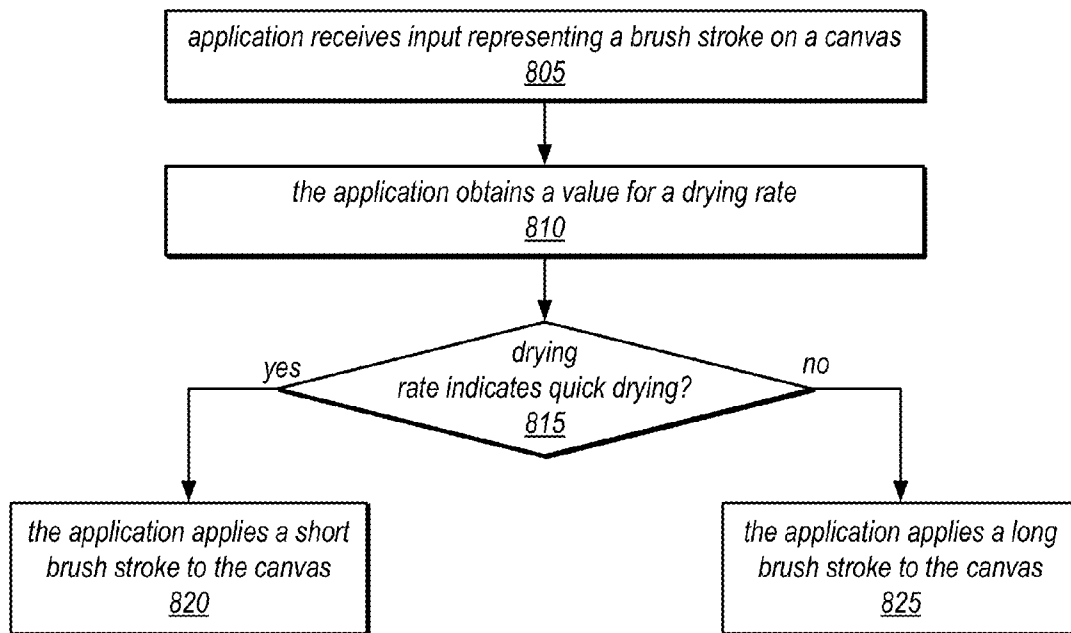 application receives input representing a brush stroke on a canvas
805
the application obtains a value for a drying rate
810
drying
yes
no
rate indicates quick drying?
815
the application applies a short
brush stroke to the canvas
820
the application applies a long
brush stroke to the canvas
825